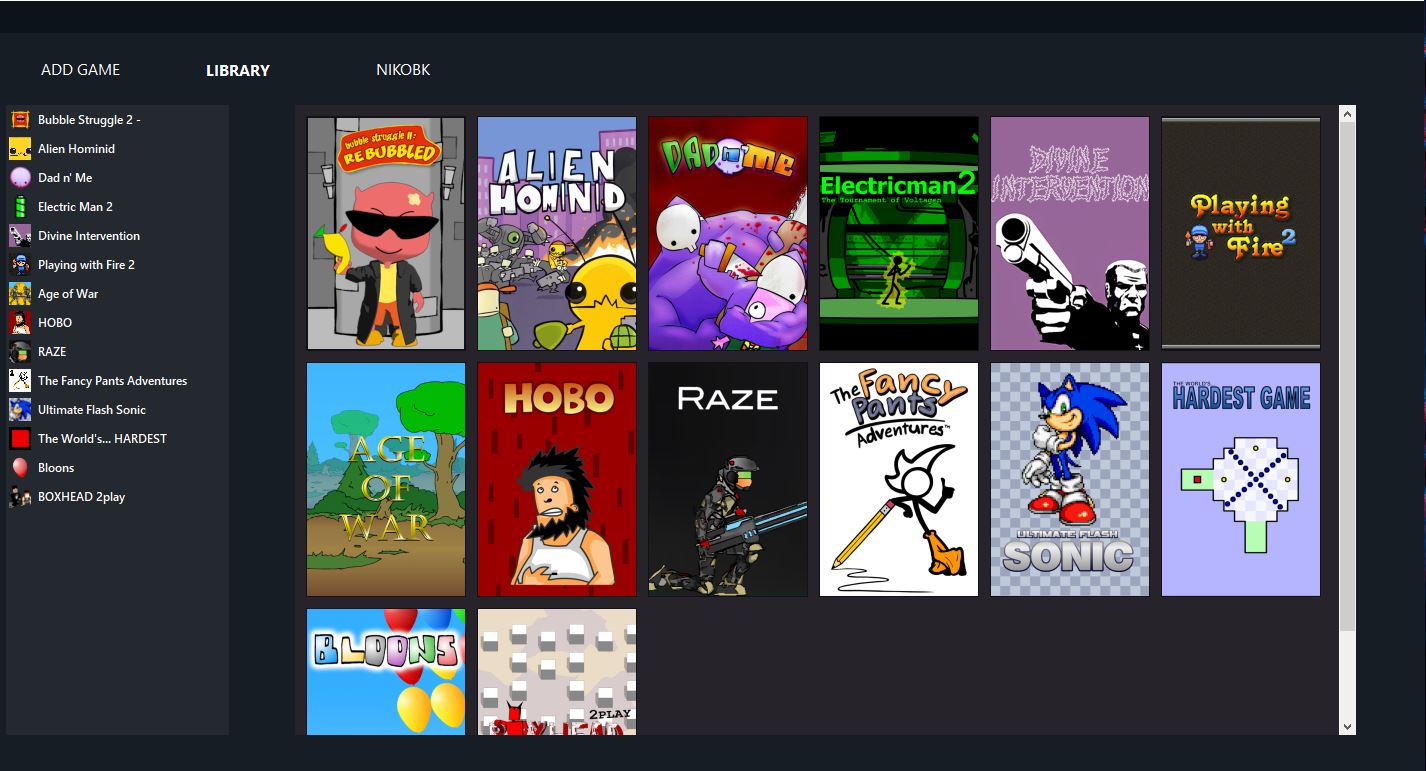 ADD GAME
LIBRARY
NIKOBK
Bubble Struggle 2 -
Alien Hominid
Dad n' Me
Electric Man 2
Divine Intervention
Playing with Fire 2
Age of War
HOBO
RAZE
The Fancy Pants Adventures
Ultimate Flash Sonic
The World's... HARDEST
Bloons
BOXHEAD 2play
bubble struggle II:
REBUBBLED
ALIEN
HOMINID
DAD n' ME
Electricman 2
The Tournament of Voltagen
DIVINE
INTERVENTION
Playing
with
Fire 2
AGE
OF
WAR
HOBO
RAZE
The Fancy
Pants
Adventures™
ULTIMATE FLASH
SONIC
THE WORLD'S
HARDEST GAME
BLOONS
2PLAY